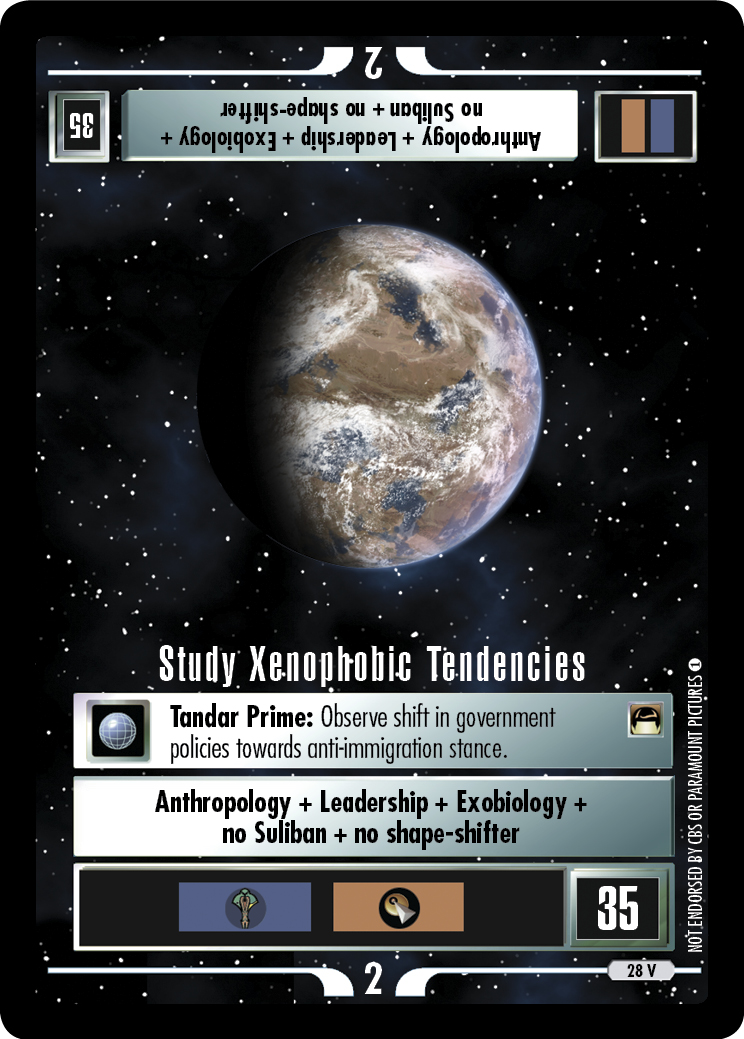 2
35
Anthropology + Leadership + Exobiology +
no Suliban + no shape-shifter
Study Xenophobic Tendencies
Tandar Prime: Observe shift in government
policies towards anti-immigration stance.
Anthropology + Leadership + Exobiology +
no Suliban + no shape-shifter
35
28 V
2
NOT ENDORSED BY CBS OR PARAMOUNT PICTURES 1